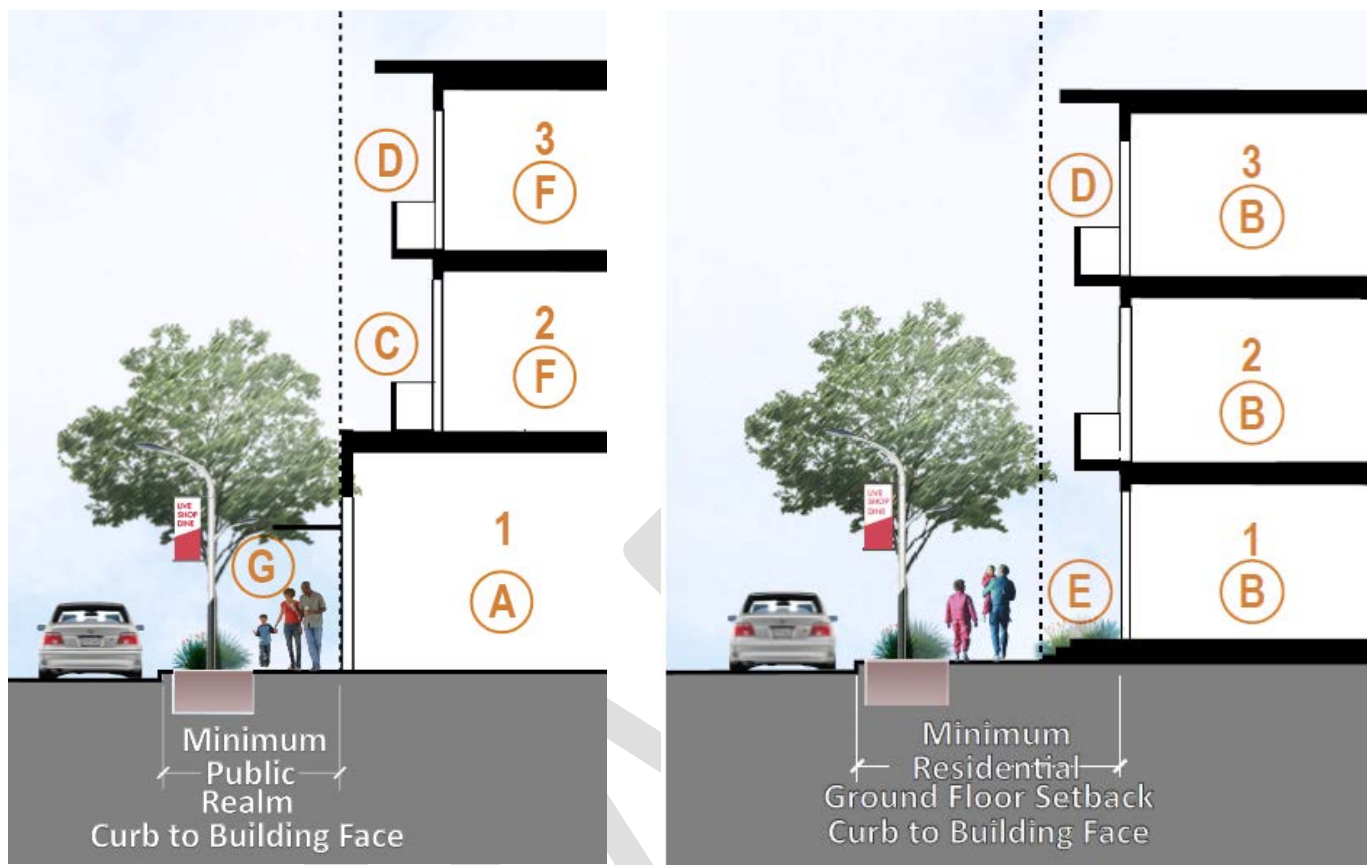 D
3
F
C
2
F
LIVE
SHOP
DINE
G
1
A
Minimum
Public
Realm
Curb to Building Face
D
3
B
2
B
LIVE
SHOP
DINE
E
1
B
Minimum
Residential
Ground Floor Setback
Curb to Building Face